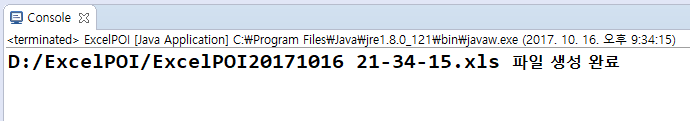 Console
<terminated> ExcelPOI [Java Application] C:₩Program Files₩Java₩jre1.8.0_121₩bin₩javaw.exe (2017. 10. 16. 오후 9:34:15)
D:/ExcelPOI/ExcelPOI20171016 21-34-15.xls 파일 생성 완료